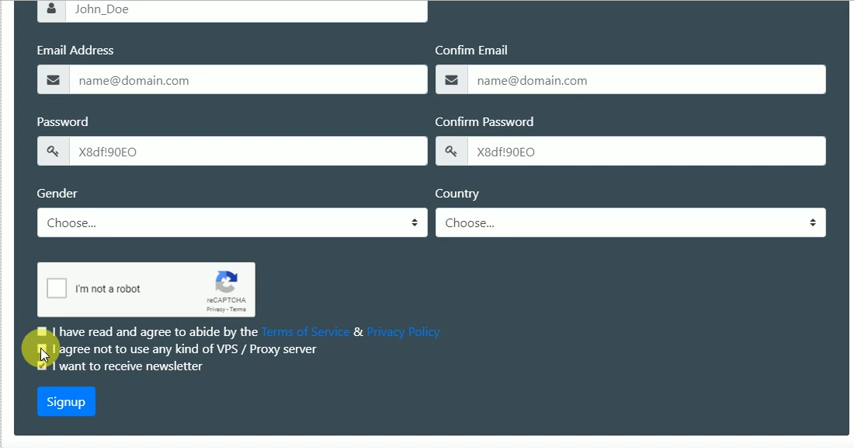 John_Doe
Email Address
Confim Email
name@domain.com
name@domain.com
Password
Confirm Password
X8df!90EO
X8df!90EO
Gender
Country
Choose...
Choose...
I'm not a robot
reCAPTCHA
Privacy - Terms
I have read and agree to abide by the Terms of Service & Privacy Policy
I agree not to use any kind of VPS / Proxy server
I want to receive newsletter
Signup